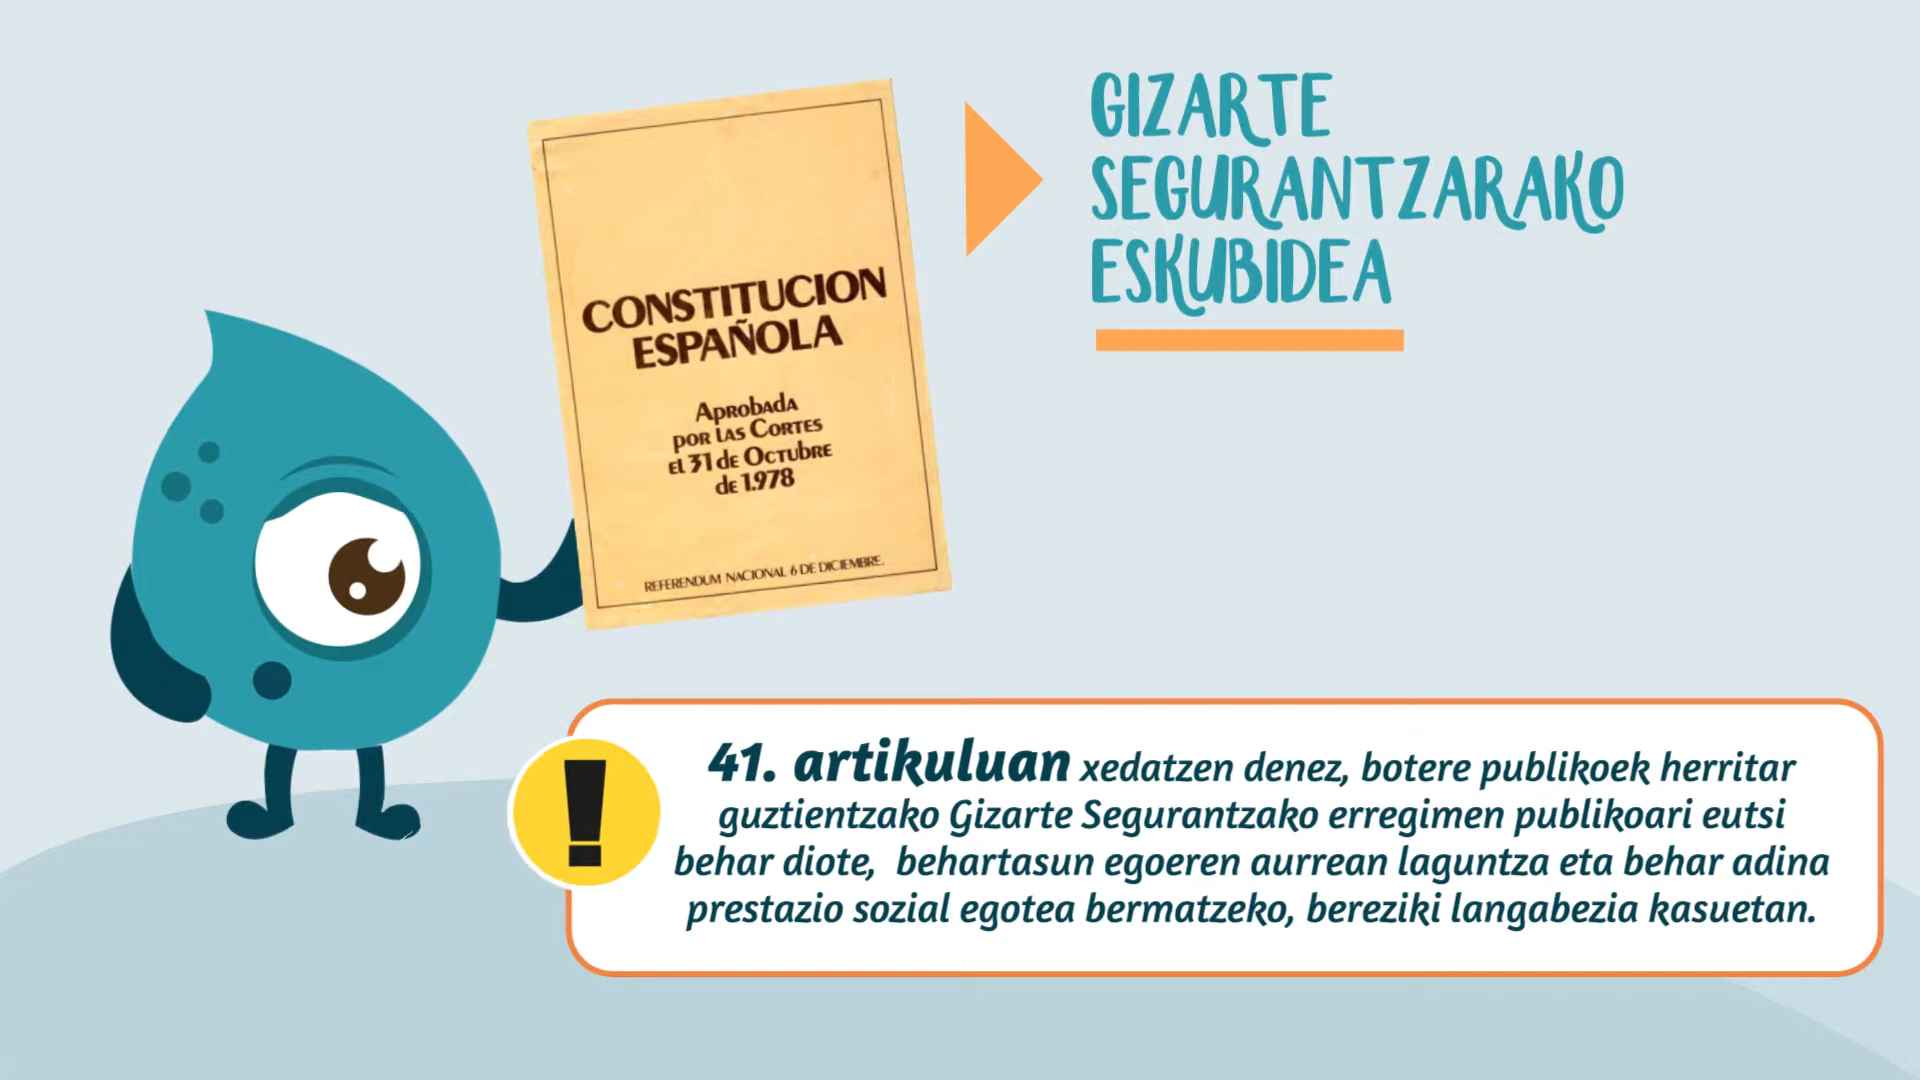 GIZARTE
SEGURANTZARAKO
ESKUBIDEA
CONSTITUCION
ESPAÑOLA
Aprobada
por las Cortes
el 31 de Octubre
de 1.978
REFERENDUM NACIONAL 6 DE DICIEMBRE.
41. artikuluan xedatzen denez, botere publikoek herritar
guztientzako Gizarte Segurantzako erregimen publikoari eutsi
behar diote, behartasun egoeren aurrean laguntza eta behar adina
prestazio sozial egotea bermatzeko, bereziki langabezia kasuetan.